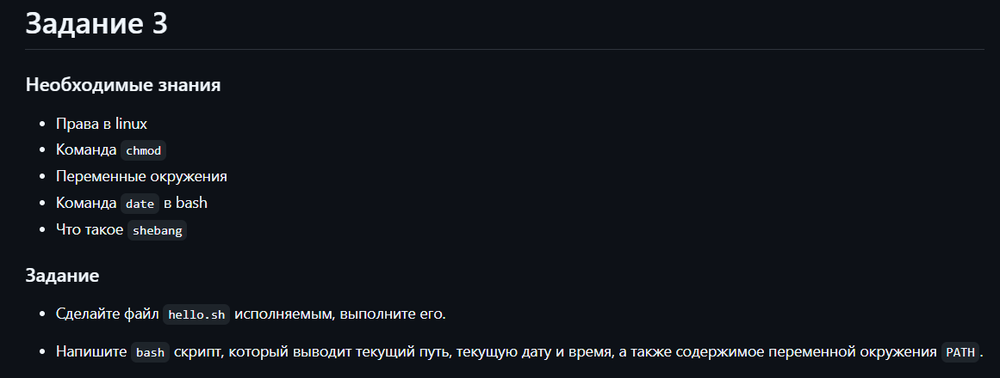 Задание 3
Необходимые знания
Права в linux
Команда chmod
Переменные окружения
Команда date в bash
Что такое shebang
Задание
Сделайте файл hello.sh исполняемым, выполните его.
Напишите bash скрипт, который выводит текущий путь, текущую дату и время, а также содержимое переменной окружения PATH.